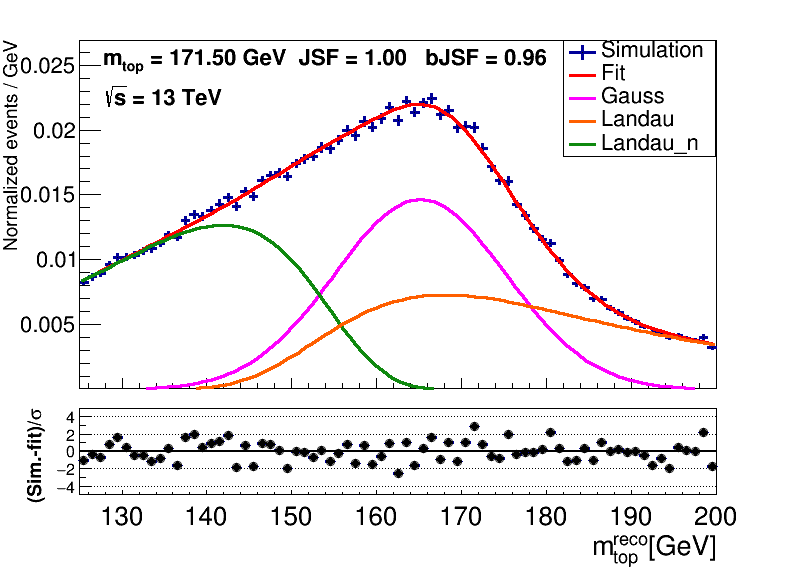 m_top = 171.50 GeV JSF = 1.00 bJSF = 0.96
√s = 13 TeV
Simulation
Fit
Gauss
Landau
Landau_n
Normalized events / GeV
0.025
0.02
0.015
0.01
0.005
(Sim.-fit)/σ
4
2
0
−2
−4
130 140 150 160 170 180 190 200
m_top^reco[GeV]